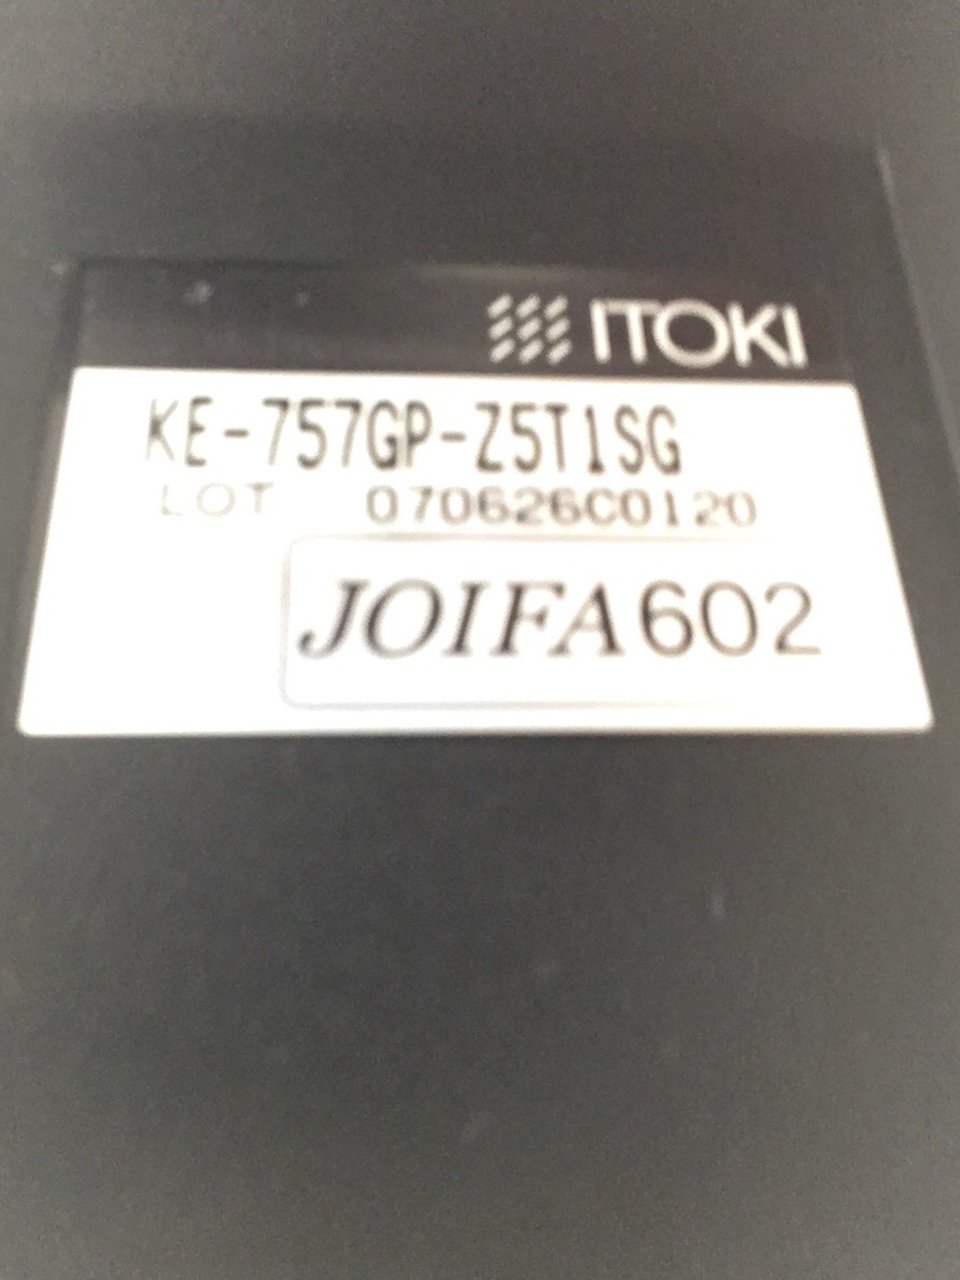 ITOKI
KE-757GP-Z5T1SG
LOT 070626C0120
JOIFA602